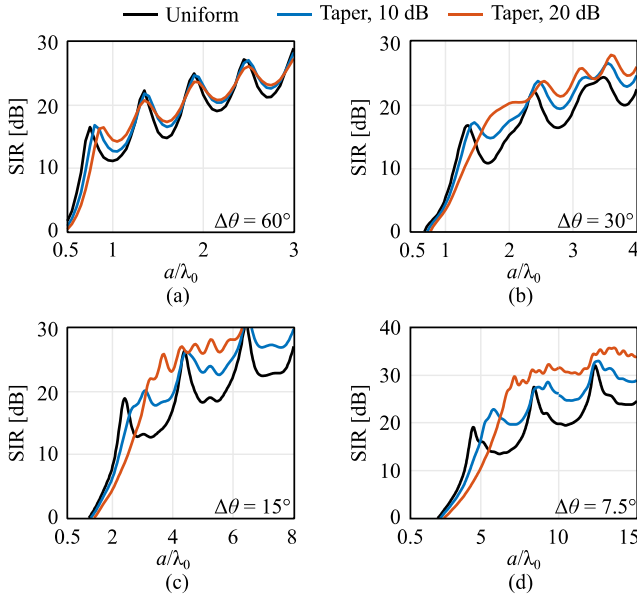 Uniform Taper, 10 dB Taper, 20 dB
30
20
10
0
SIR [dB]
Δθ = 60°
0.5 1 2 3
a/λ₀
(a)
30
20
10
0
SIR [dB]
Δθ = 30°
0.5 1 2 3 4
a/λ₀
(b)
30
20
10
0
SIR [dB]
Δθ = 15°
0.5 2 4 6 8
a/λ₀
(c)
40
30
20
10
0
SIR [dB]
Δθ = 7.5°
0.5 5 10 15
a/λ₀
(d)